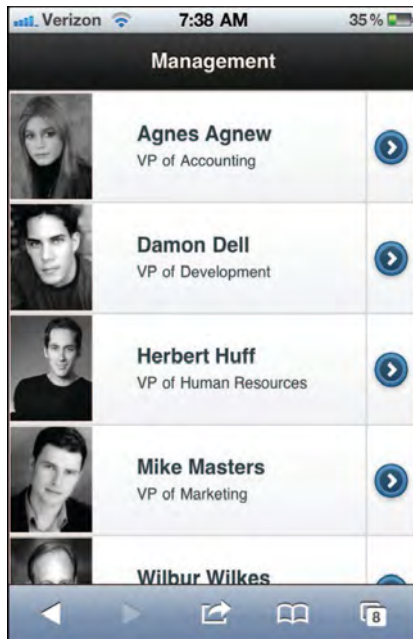 Verizon 7:38 AM 35%
Management
Agnes Agnew
VP of Accounting
Damon Dell
VP of Development
Herbert Huff
VP of Human Resources
Mike Masters
VP of Marketing
Wilbur Wilkes
8